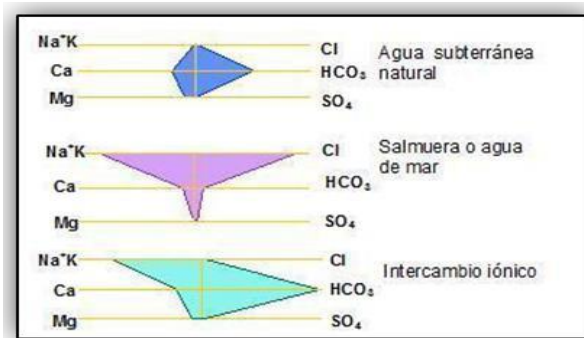 Na⁺K Cl Agua subterránea
Ca HCO₃ natural
Mg SO₄
Na⁺K Cl Salmuera o agua
de mar
Ca HCO₃
Mg SO₄
Na⁺K Cl Intercambio iónico
Ca HCO₃
Mg SO₄